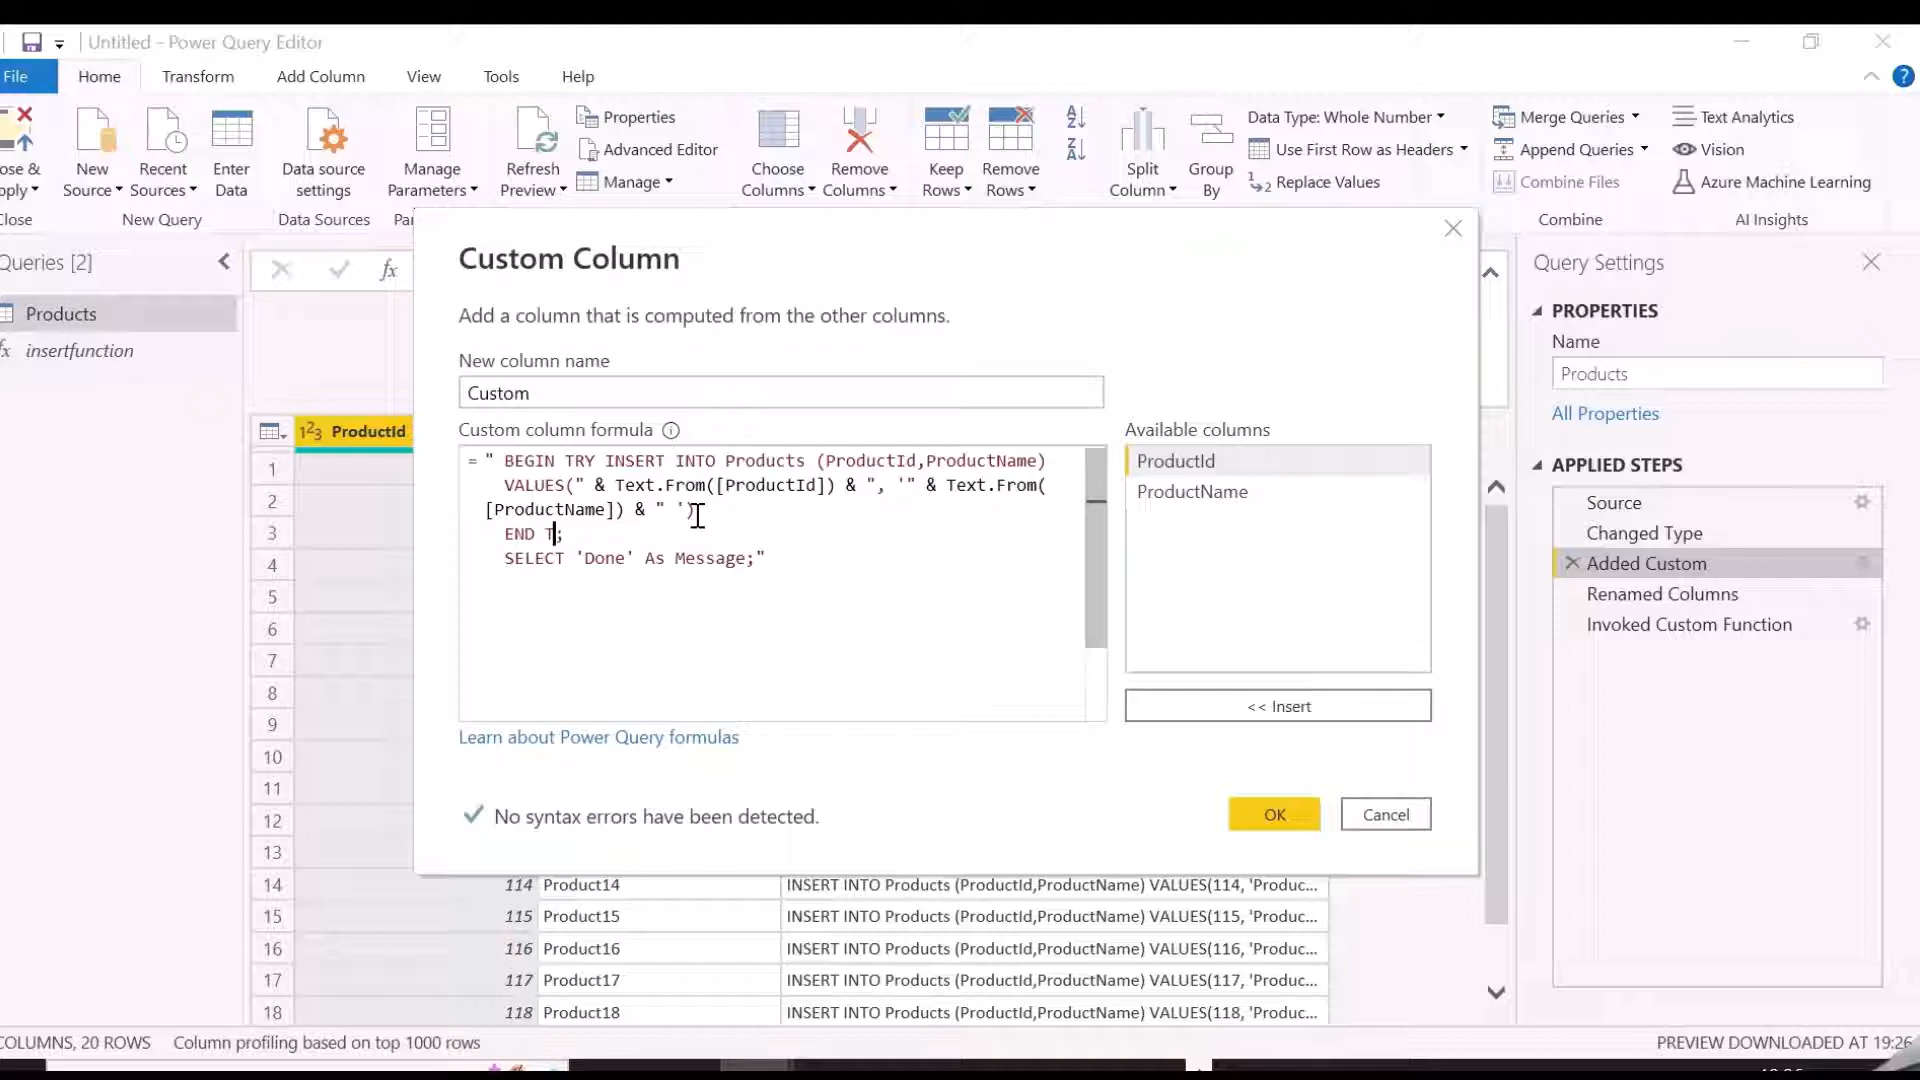 Untitled - Power Query Editor
File Home Transform Add Column View Tools Help
New Source
Recent Sources
Enter Data
Data source settings
Manage Parameters
Refresh Preview
Properties
Advanced Editor
Manage
Choose Columns
Remove Columns
Keep Rows
Remove Rows
Split Column
Group By
Data Type: Whole Number
Use First Row as Headers
1→2 Replace Values
Merge Queries
Append Queries
Combine Files
Text Analytics
Vision
Azure Machine Learning
New Query
Data Sources
Combine
AI Insights
Queries [2]
Products
fx insertfunction
fx
Custom Column
Add a column that is computed from the other columns.
New column name
Custom
Custom column formula
= " BEGIN TRY INSERT INTO Products (ProductId,ProductName)
VALUES(" & Text.From([ProductId]) & ", '" & Text.From(
[ProductName]) & " ')
END T;
SELECT 'Done' As Message;"
Available columns
ProductId
ProductName
<< Insert
Learn about Power Query formulas
No syntax errors have been detected.
OK
Cancel
123 ProductId
1
2
3
4
5
6
7
8
9
10
11
12
13
14 114 Product14 INSERT INTO Products (ProductId,ProductName) VALUES(114, 'Produc...
15 115 Product15 INSERT INTO Products (ProductId,ProductName) VALUES(115, 'Produc...
16 116 Product16 INSERT INTO Products (ProductId,ProductName) VALUES(116, 'Produc...
17 117 Product17 INSERT INTO Products (ProductId,ProductName) VALUES(117, 'Produc...
18 118 Product18 INSERT INTO Products (ProductId,ProductName) VALUES(118, 'Produc...
Query Settings
PROPERTIES
Name
Products
All Properties
APPLIED STEPS
Source
Changed Type
Added Custom
Renamed Columns
Invoked Custom Function
COLUMNS, 20 ROWS Column profiling based on top 1000 rows
PREVIEW DOWNLOADED AT 19:26